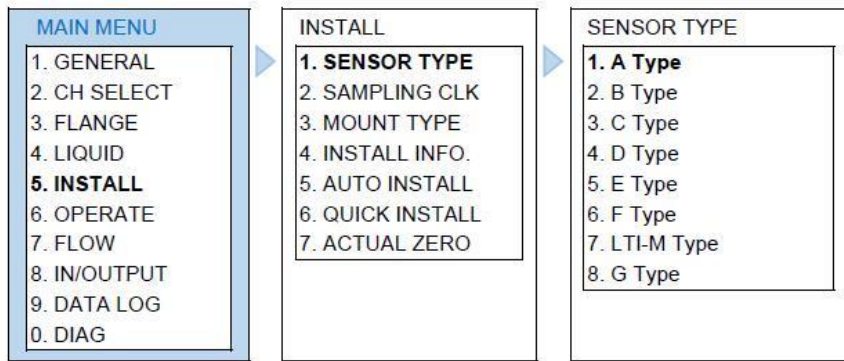 MAIN MENU
1. GENERAL
2. CH SELECT
3. FLANGE
4. LIQUID
5. INSTALL
6. OPERATE
7. FLOW
8. IN/OUTPUT
9. DATA LOG
0. DIAG
INSTALL
1. SENSOR TYPE
2. SAMPLING CLK
3. MOUNT TYPE
4. INSTALL INFO.
5. AUTO INSTALL
6. QUICK INSTALL
7. ACTUAL ZERO
SENSOR TYPE
1. A Type
2. B Type
3. C Type
4. D Type
5. E Type
6. F Type
7. LTI-M Type
8. G Type